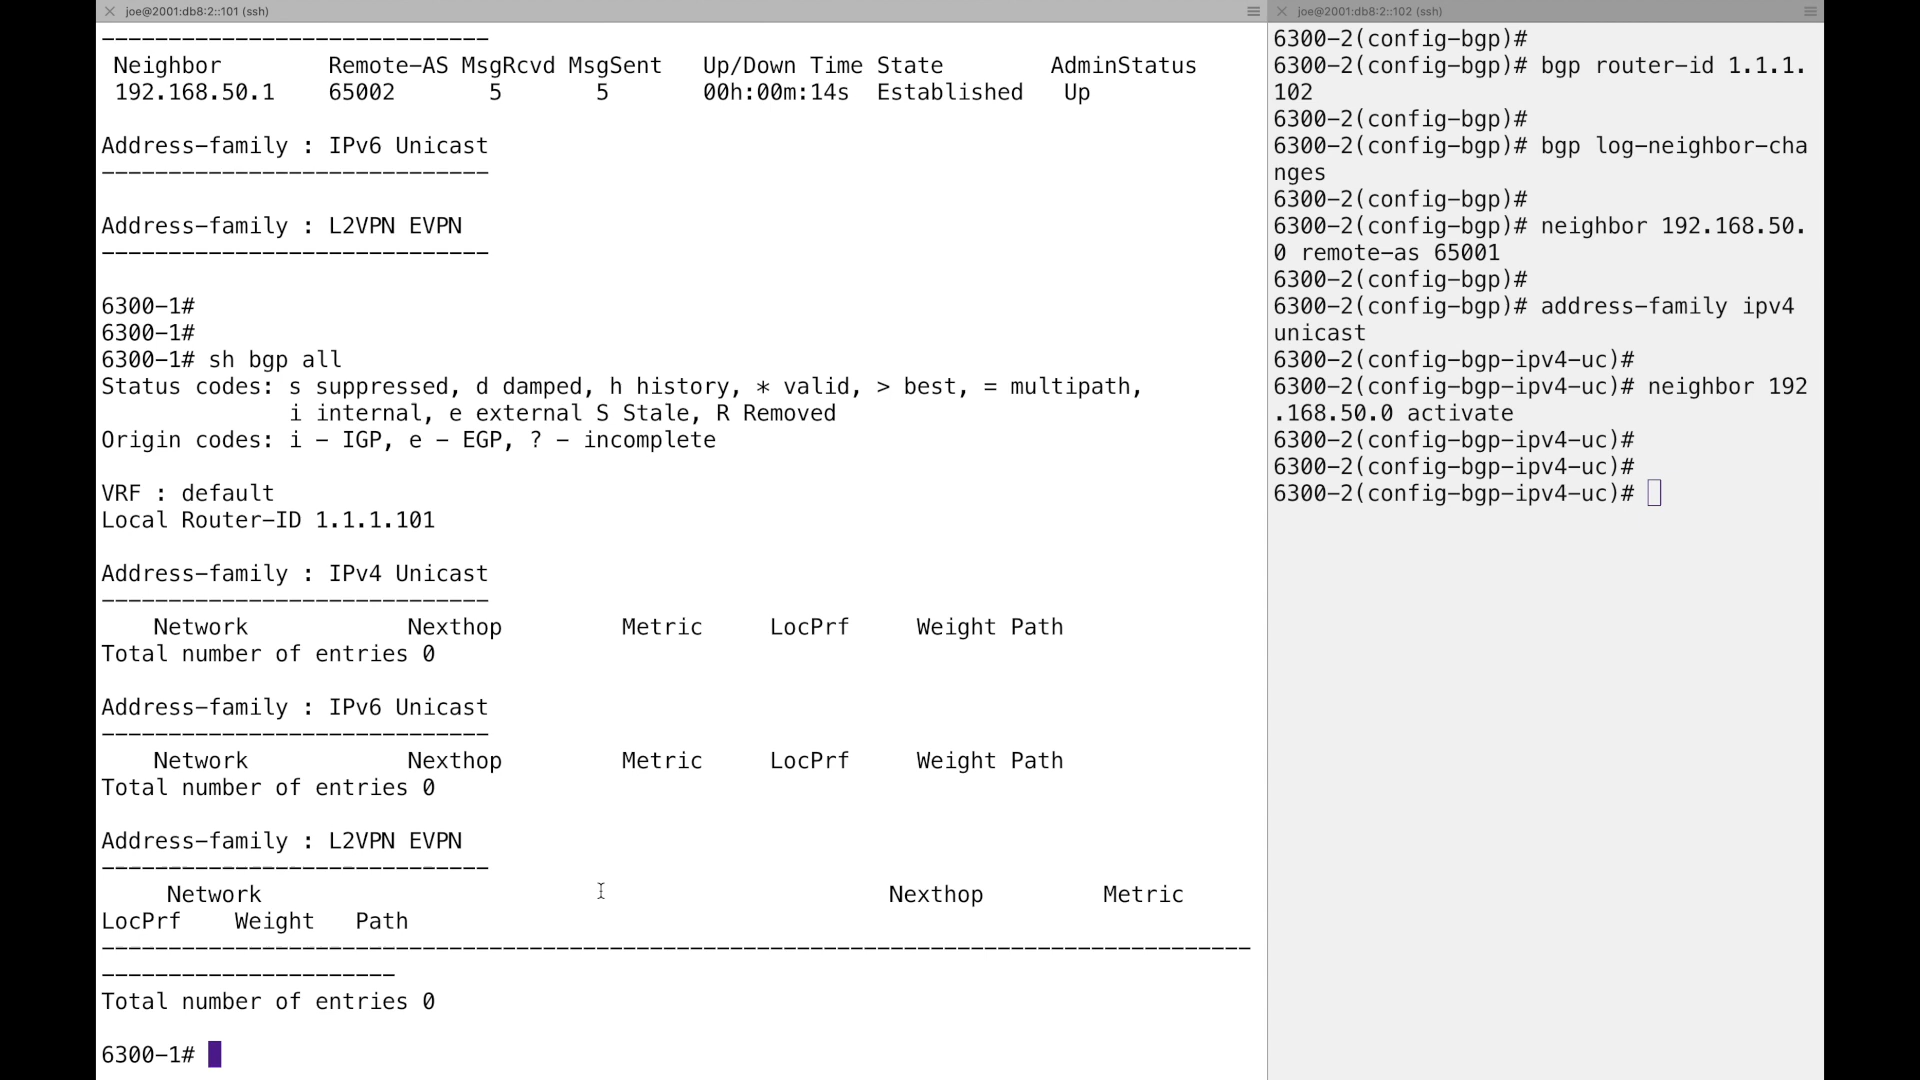 joe@2001:db8:2::101 (ssh)
-----------------------------
Neighbor Remote-AS MsgRcvd MsgSent Up/Down Time State AdminStatus
192.168.50.1 65002 5 5 00h:00m:14s Established Up
Address-family : IPv6 Unicast
-----------------------------
Address-family : L2VPN EVPN
-----------------------------
6300-1#
6300-1#
6300-1# sh bgp all
Status codes: s suppressed, d damped, h history, * valid, > best, = multipath,
i internal, e external S Stale, R Removed
Origin codes: i - IGP, e - EGP, ? - incomplete
VRF : default
Local Router-ID 1.1.1.101
Address-family : IPv4 Unicast
-----------------------------
Network Nexthop Metric LocPrf Weight Path
Total number of entries 0
Address-family : IPv6 Unicast
-----------------------------
Network Nexthop Metric LocPrf Weight Path
Total number of entries 0
Address-family : L2VPN EVPN
-----------------------------
Network Nexthop Metric
LocPrf Weight Path
--------------------------------------------------------------------------------------
----------------------
Total number of entries 0
6300-1#
joe@2001:db8:2::102 (ssh)
6300-2(config-bgp)#
6300-2(config-bgp)# bgp router-id 1.1.1.
102
6300-2(config-bgp)#
6300-2(config-bgp)# bgp log-neighbor-cha
nges
6300-2(config-bgp)#
6300-2(config-bgp)# neighbor 192.168.50.
0 remote-as 65001
6300-2(config-bgp)#
6300-2(config-bgp)# address-family ipv4
unicast
6300-2(config-bgp-ipv4-uc)#
6300-2(config-bgp-ipv4-uc)# neighbor 192
.168.50.0 activate
6300-2(config-bgp-ipv4-uc)#
6300-2(config-bgp-ipv4-uc)#
6300-2(config-bgp-ipv4-uc)#